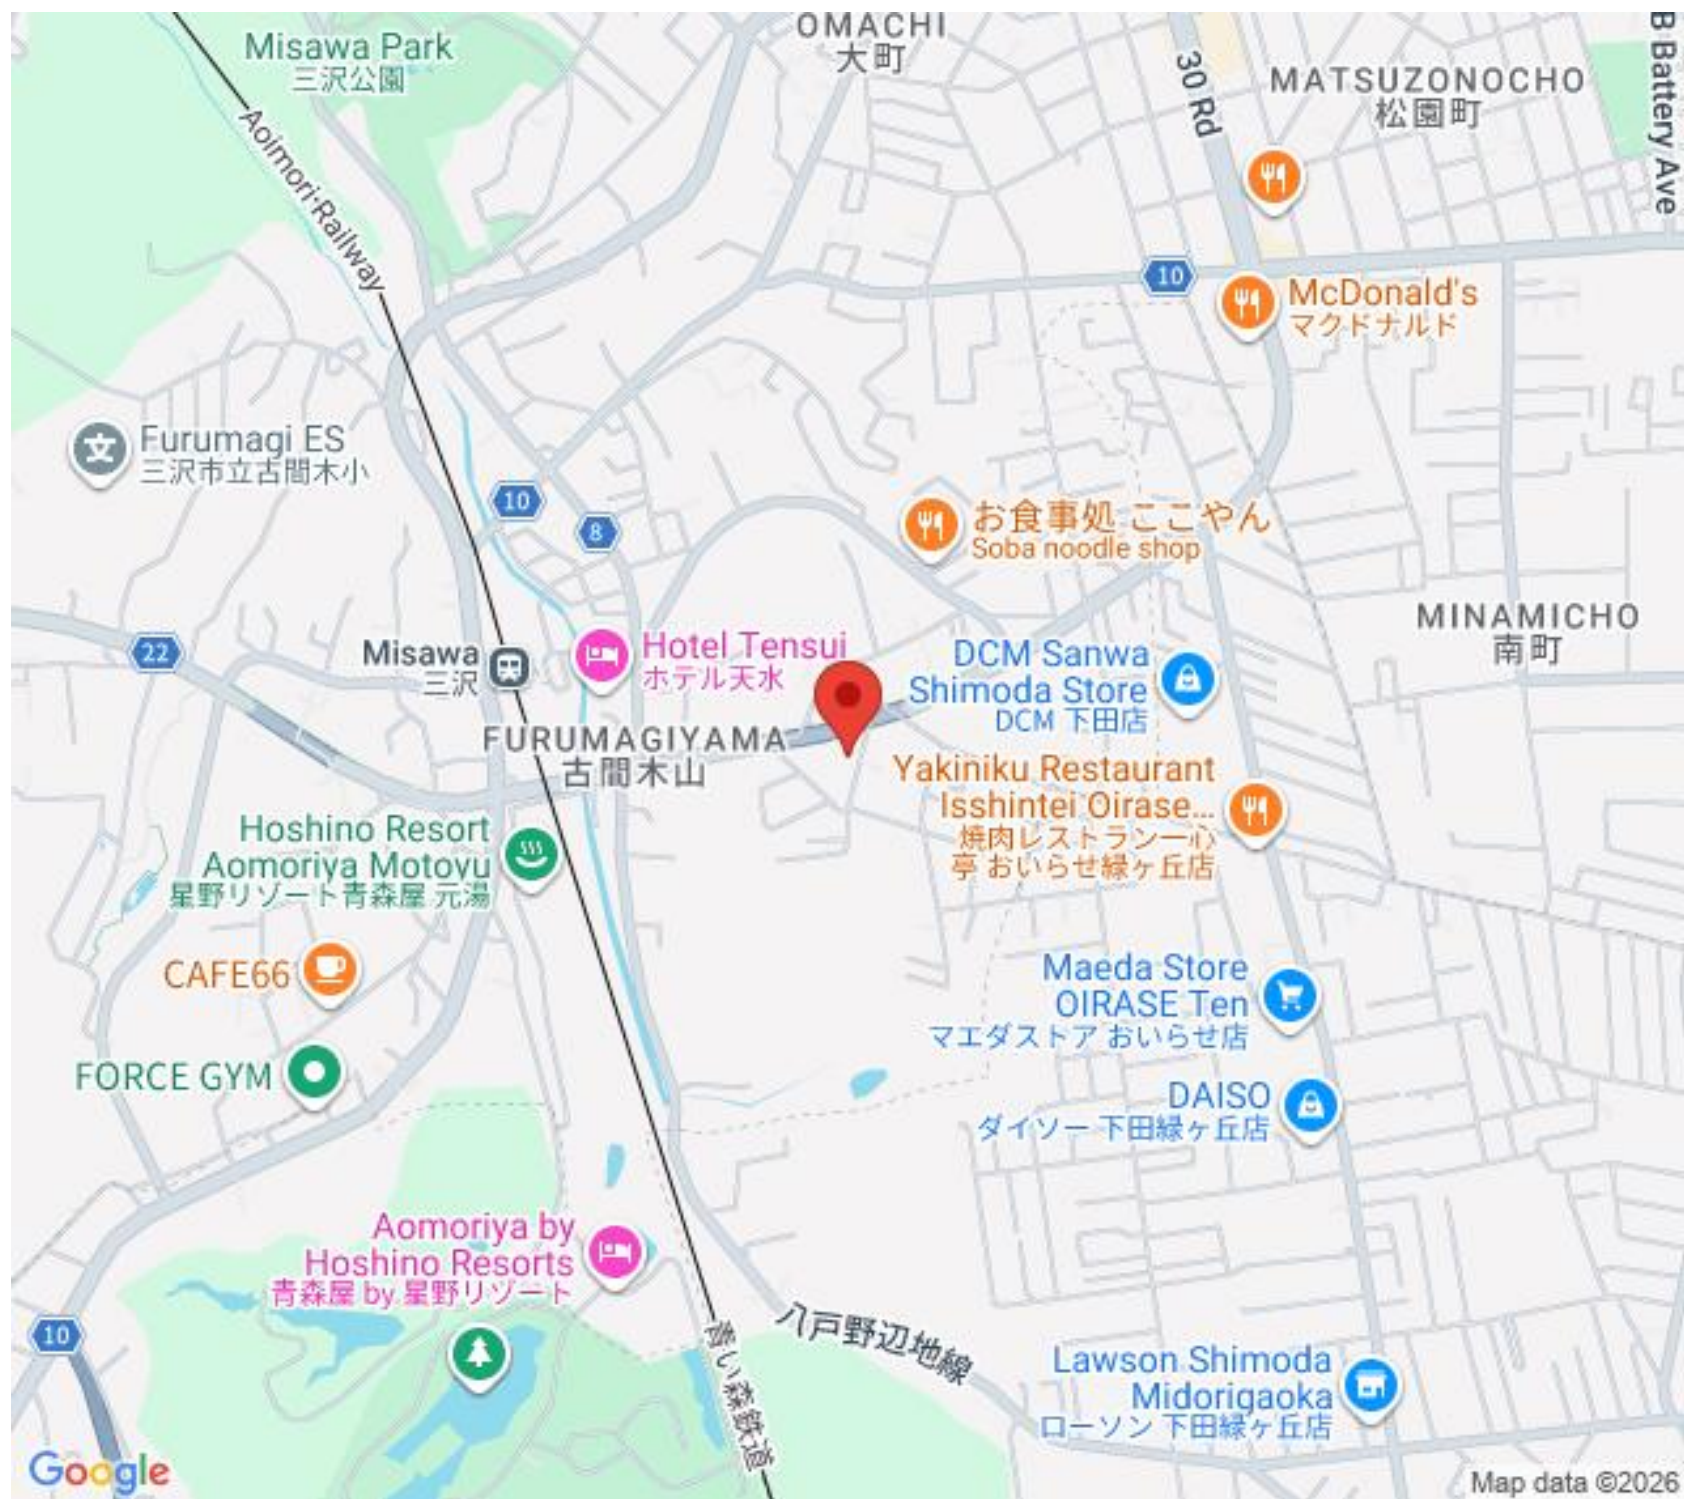 OMACHI
大町
Misawa Park
三沢公園
30 Rd
MATSUZONOCHO
松園町
B Battery Ave
Aoimori Railway
10
McDonald's
マクドナルド
Furumagi ES
三沢市立古間木小
10
8
お食事処 ここやん
Soba noodle shop
MINAMICHO
南町
22
Misawa
三沢
Hotel Tensui
ホテル天水
DCM Sanwa
Shimoda Store
DCM 下田店
FURUMAGIYAMA
古間木山
Yakiniku Restaurant
Isshintei Oirase...
焼肉レストラン一心
亭 おいらせ緑ヶ丘店
Hoshino Resort
Aomoriya Motoyu
星野リゾート青森屋 元湯
CAFE66
Maeda Store
OIRASE Ten
マエダストア おいらせ店
FORCE GYM
DAISO
ダイソー 下田緑ヶ丘店
Aomoriya by
Hoshino Resorts
青森屋 by 星野リゾート
10
八戸野辺地線
青い森鉄道
Lawson Shimoda
Midorigaoka
ローソン 下田緑ヶ丘店
Google
Map data ©2026